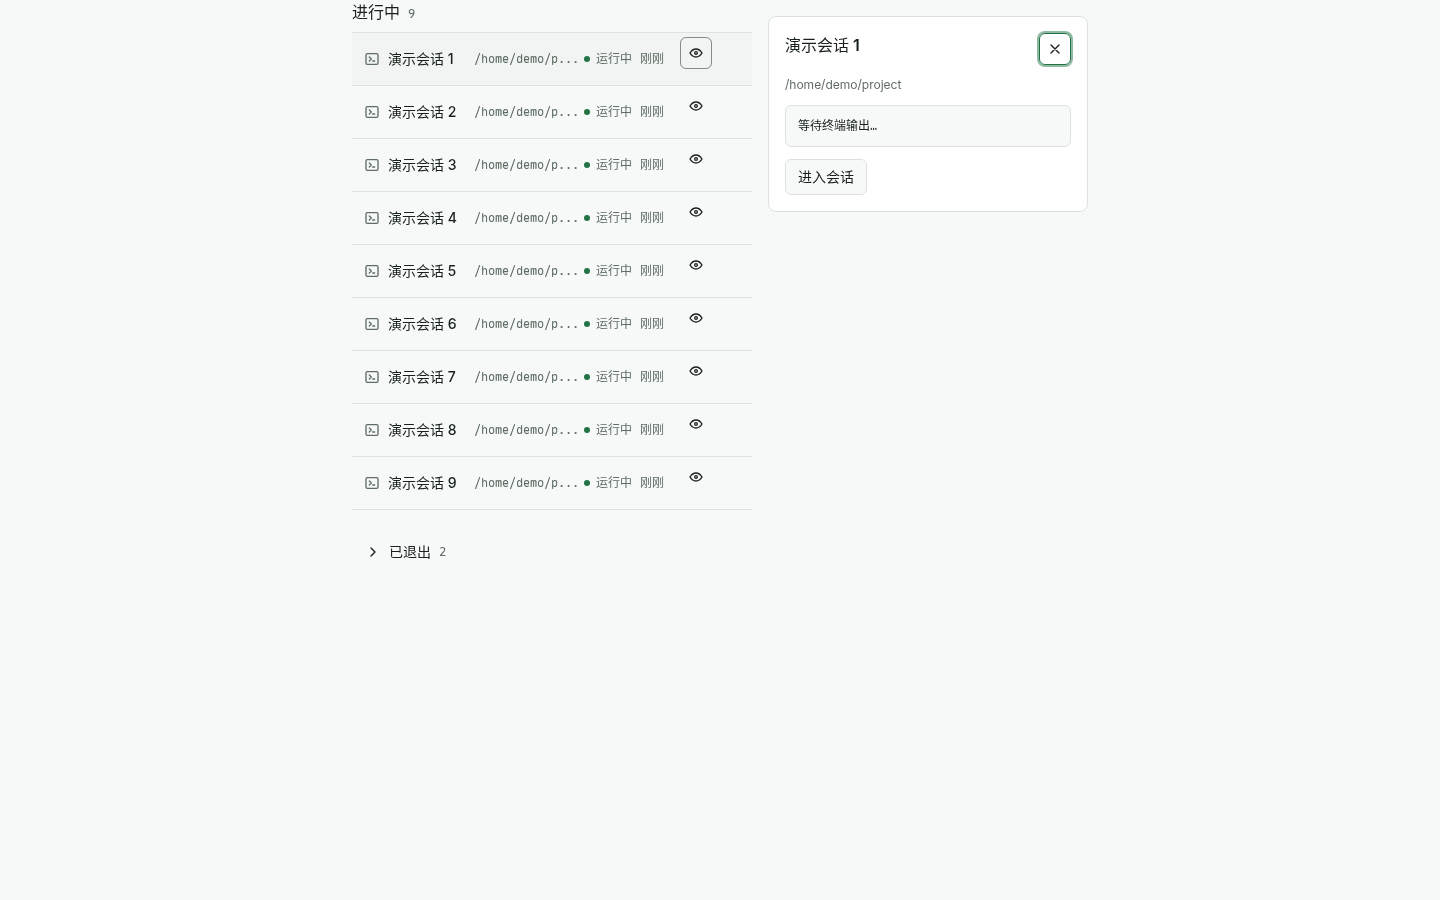 进行中 9
演示会话 1 /home/demo/p... 运行中 刚刚
演示会话 2 /home/demo/p... 运行中 刚刚
演示会话 3 /home/demo/p... 运行中 刚刚
演示会话 4 /home/demo/p... 运行中 刚刚
演示会话 5 /home/demo/p... 运行中 刚刚
演示会话 6 /home/demo/p... 运行中 刚刚
演示会话 7 /home/demo/p... 运行中 刚刚
演示会话 8 /home/demo/p... 运行中 刚刚
演示会话 9 /home/demo/p... 运行中 刚刚
已退出 2
演示会话 1
/home/demo/project
等待终端输出…
进入会话